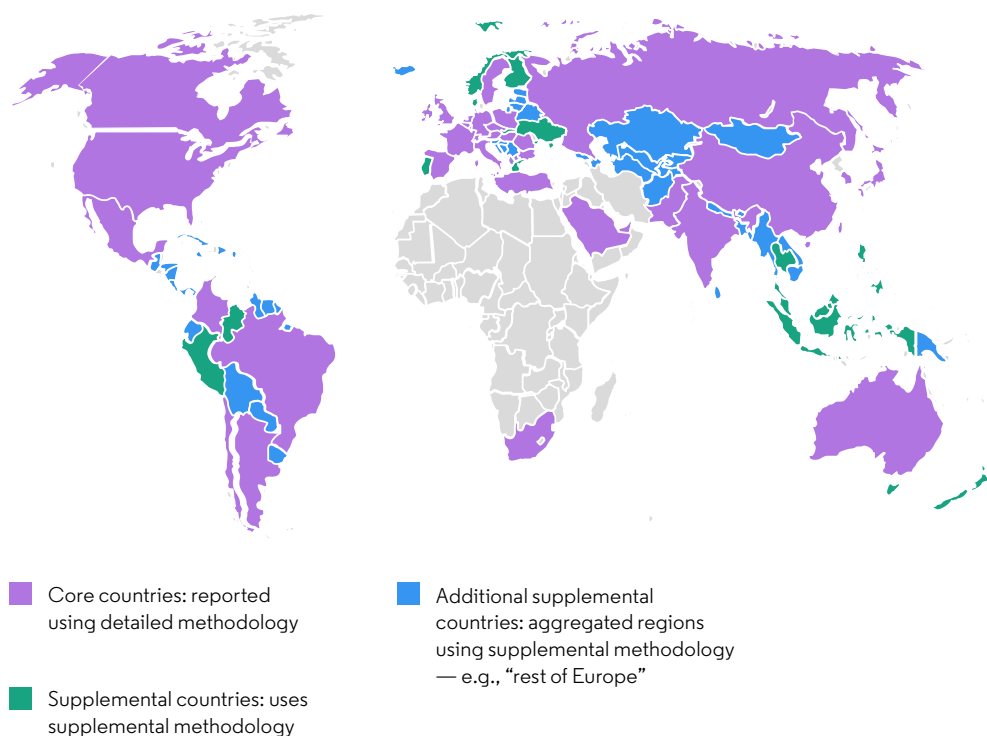 Core countries: reported
using detailed methodology
Supplemental countries: uses
supplemental methodology
Additional supplemental
countries: aggregated regions
using supplemental methodology
— e.g., “rest of Europe”